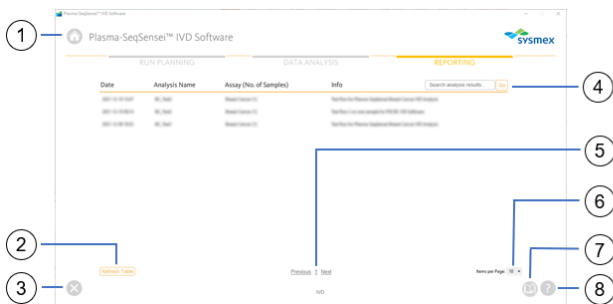 Plasma-SeqSensei™ IVD Software
1
Plasma-SeqSensei™ IVD Software
sysmex
RUN PLANNING
DATA ANALYSIS
REPORTING
Date
Analysis Name
Assay (No. of Samples)
Info
Search analysis results...
Go
4
5
6
2
7
Refresh Table
Previous 1 Next
Items per Page: 10
3
IVD
?
8